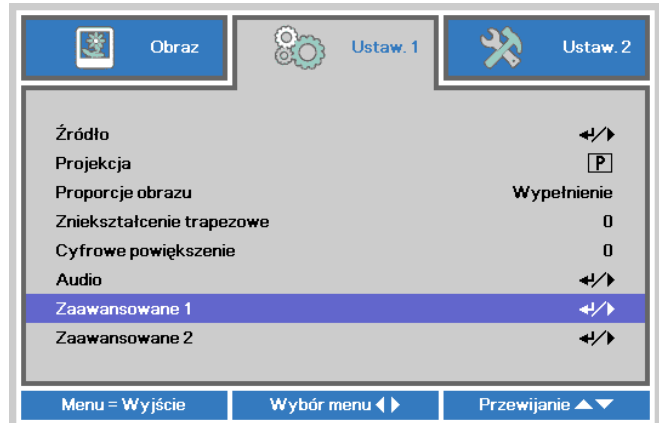 Obraz Ustaw. 1 Ustaw. 2
Źródło
Projekcja P
Proporcje obrazu Wypełnienie
Zniekształcenie trapezowe 0
Cyfrowe powiększenie 0
Audio
Zaawansowane 1
Zaawansowane 2
Menu = Wyjście Wybór menu Przewijanie